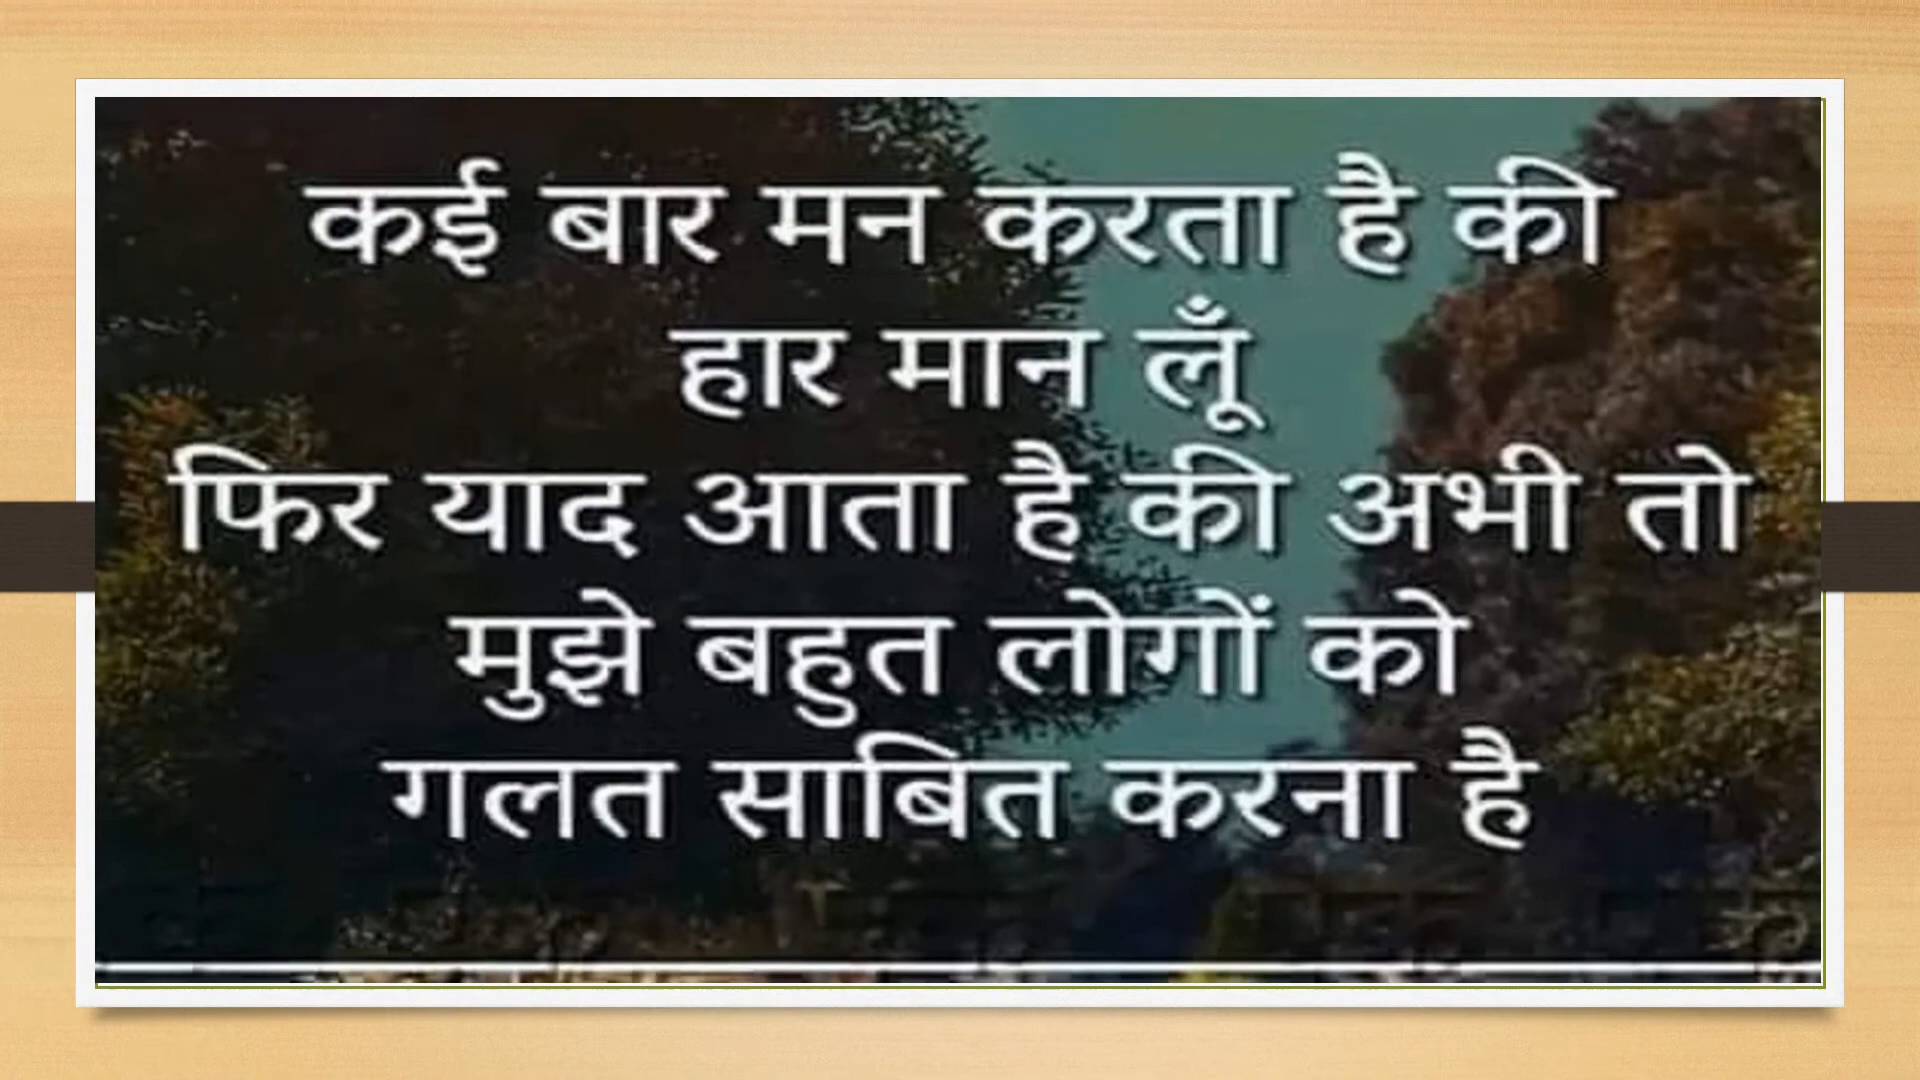 कई बार मन करता है की
हार मान लूँ
फिर याद आता है की अभी तो
मुझे बहुत लोगों को
गलत साबित करना है